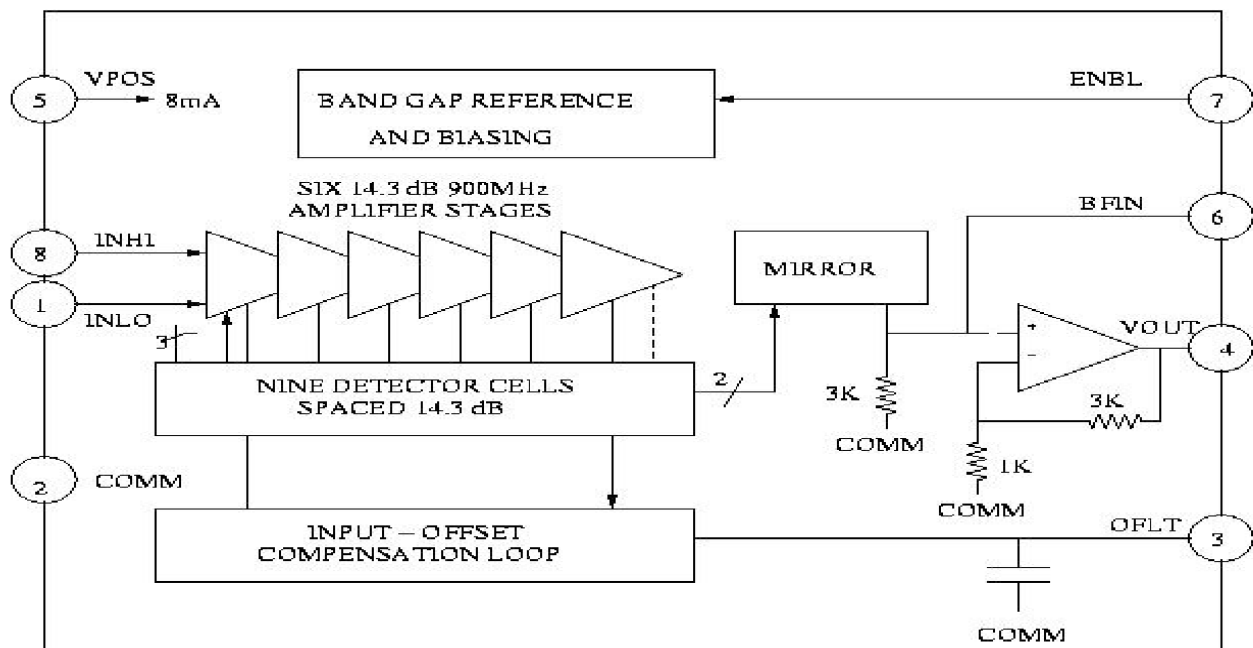 5
VPOS
8mA
BAND GAP REFERENCE
AND BIASING
ENBL
7
SIX 14.3 dB 900MHz
AMPLIFIER STAGES
BFIN
6
8
INHI
MIRROR
1
INLO
3
+
-
VOUT
4
NINE DETECTOR CELLS
SPACED 14.3 dB
2
3K
COMM
3K
1K
COMM
2
COMM
INPUT – OFFSET
COMPENSATION LOOP
OFLT
3
COMM